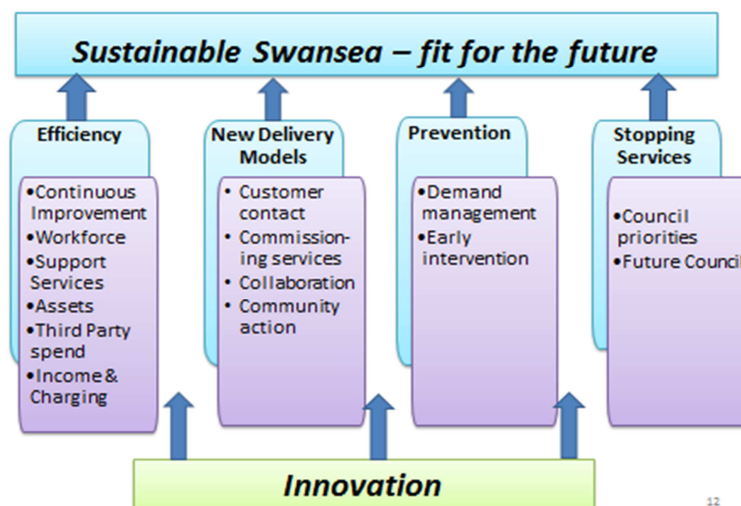 Sustainable Swansea – fit for the future
Efficiency
•Continuous
Improvement
•Workforce
•Support
Services
•Assets
•Third Party
spend
•Income &
Charging
New Delivery
Models
• Customer
contact
• Commission-
ing services
• Collaboration
• Community
action
Prevention
•Demand
management
•Early
intervention
Stopping
Services
•Council
priorities
•Future Council
Innovation
12